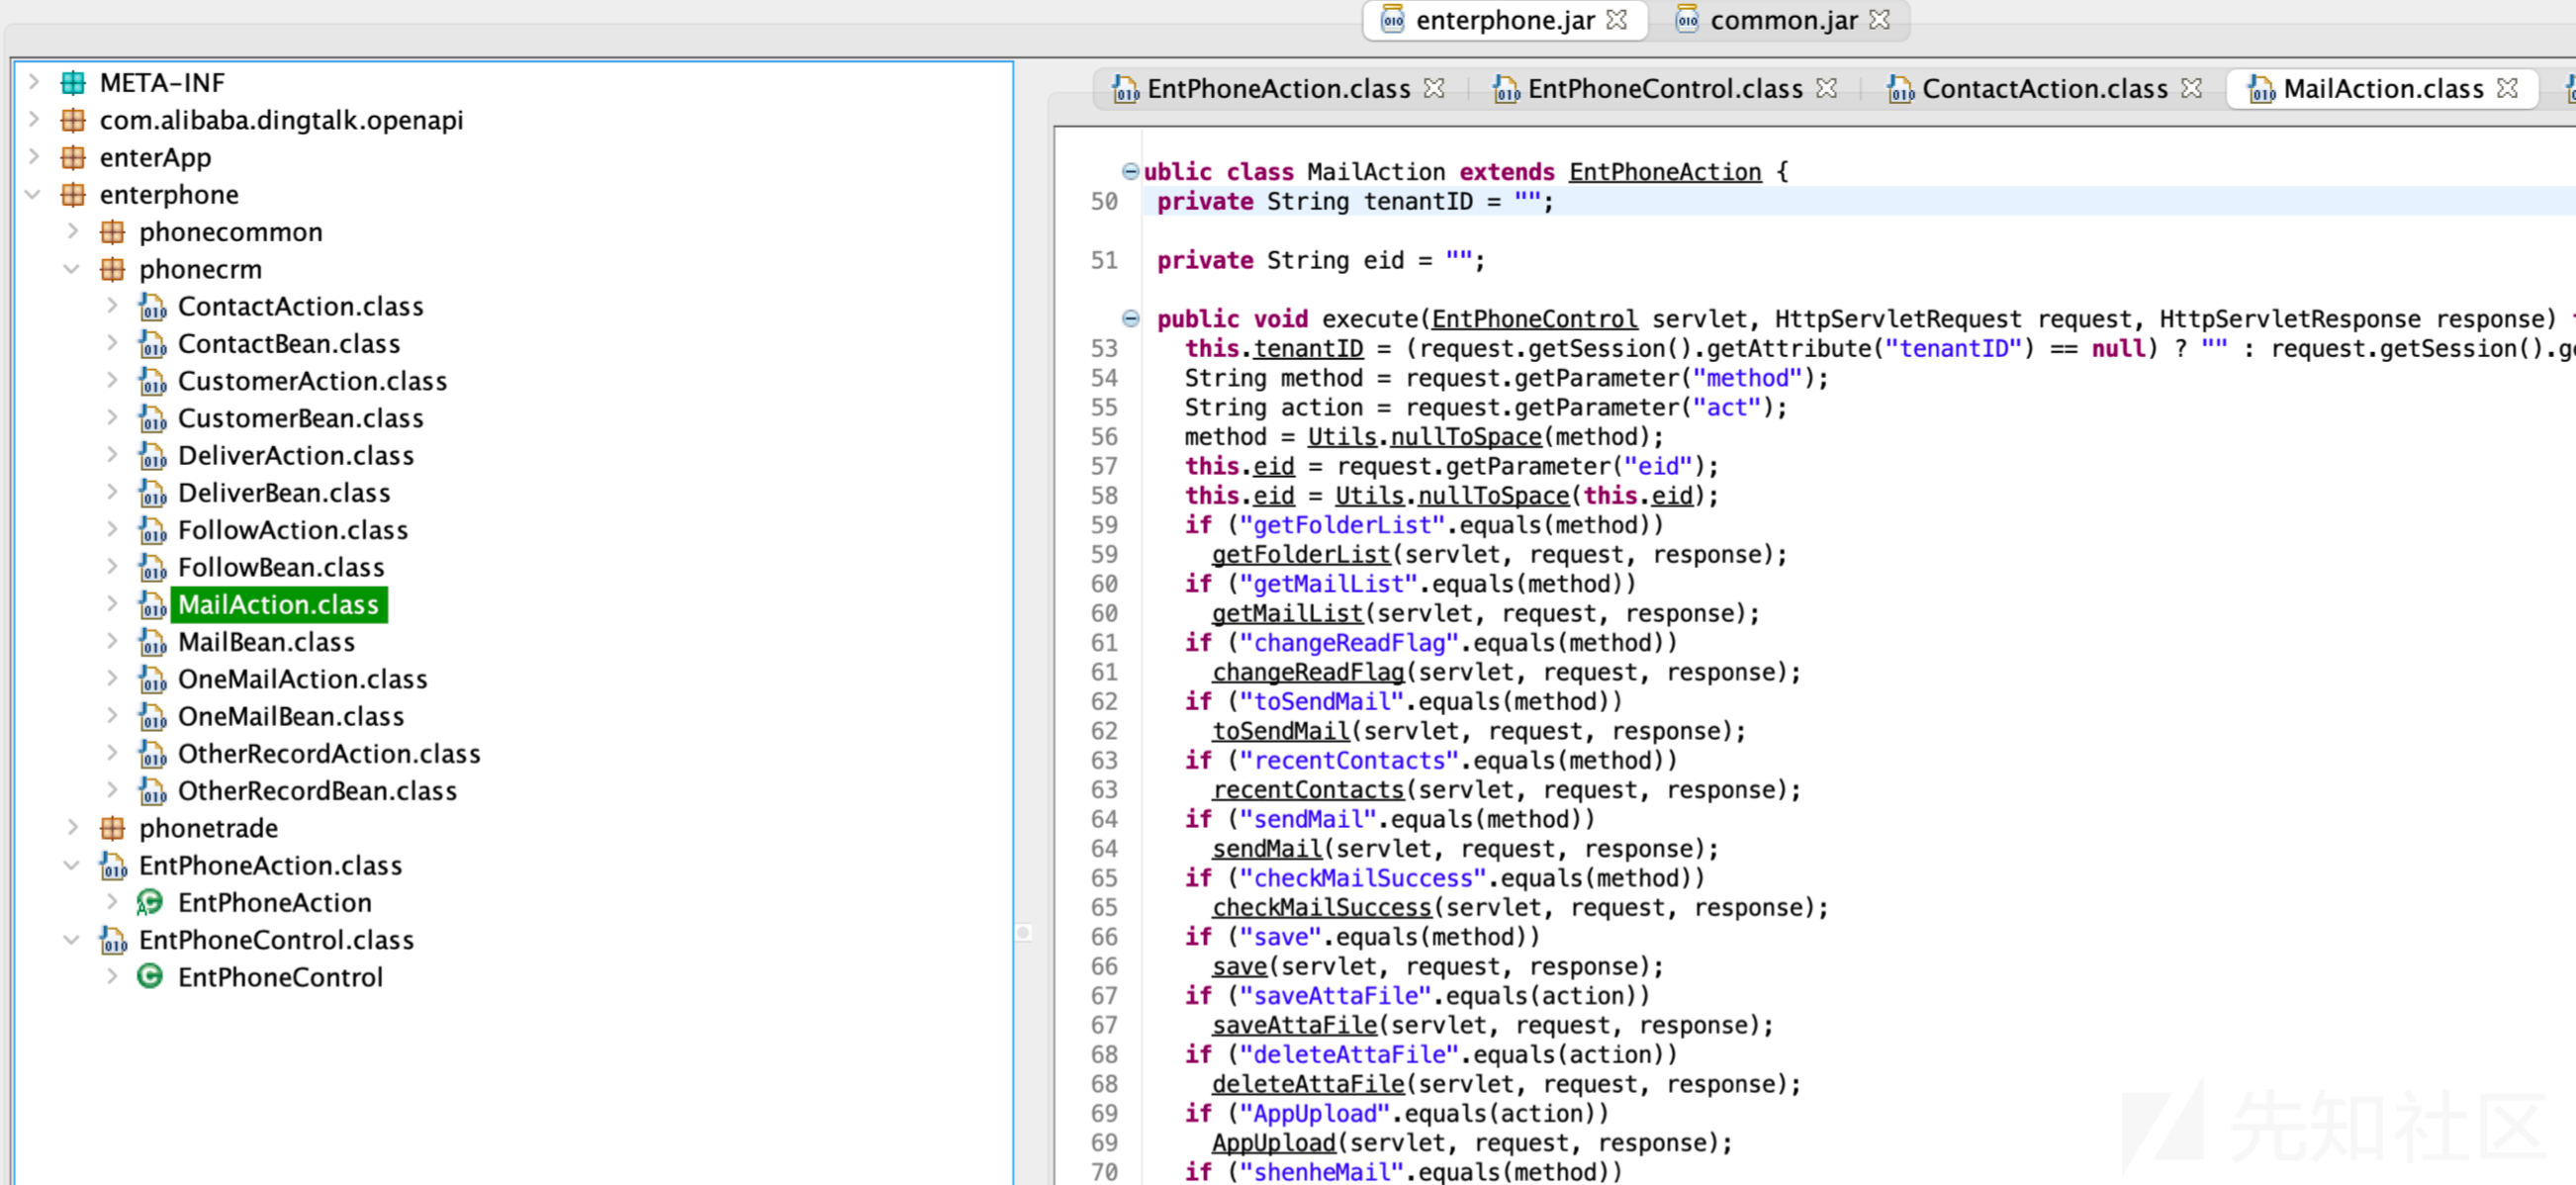 enterphone.jar
common.jar
META-INF
com.alibaba.dingtalk.openapi
enterApp
enterphone
phonecommon
phonecrm
ContactAction.class
ContactBean.class
CustomerAction.class
CustomerBean.class
DeliverAction.class
DeliverBean.class
FollowAction.class
FollowBean.class
MailAction.class
MailBean.class
OneMailAction.class
OneMailBean.class
OtherRecordAction.class
OtherRecordBean.class
phonetrade
EntPhoneAction.class
EntPhoneAction
EntPhoneControl.class
EntPhoneControl
EntPhoneAction.class EntPhoneControl.class ContactAction.class MailAction.class
ublic class MailAction extends EntPhoneAction {
50 private String tenantID = "";
51 private String eid = "";
public void execute(EntPhoneControl servlet, HttpServletRequest request, HttpServletResponse response)
53 this.tenantID = (request.getSession().getAttribute("tenantID") == null) ? "" : request.getSession().g
54 String method = request.getParameter("method");
55 String action = request.getParameter("act");
56 method = Utils.nullToSpace(method);
57 this.eid = request.getParameter("eid");
58 this.eid = Utils.nullToSpace(this.eid);
59 if ("getFolderList".equals(method))
59 getFolderList(servlet, request, response);
60 if ("getMailList".equals(method))
60 getMailList(servlet, request, response);
61 if ("changeReadFlag".equals(method))
61 changeReadFlag(servlet, request, response);
62 if ("toSendMail".equals(method))
62 toSendMail(servlet, request, response);
63 if ("recentContacts".equals(method))
63 recentContacts(servlet, request, response);
64 if ("sendMail".equals(method))
64 sendMail(servlet, request, response);
65 if ("checkMailSuccess".equals(method))
65 checkMailSuccess(servlet, request, response);
66 if ("save".equals(method))
66 save(servlet, request, response);
67 if ("saveAttaFile".equals(action))
67 saveAttaFile(servlet, request, response);
68 if ("deleteAttaFile".equals(action))
68 deleteAttaFile(servlet, request, response);
69 if ("AppUpload".equals(action))
69 AppUpload(servlet, request, response);
70 if ("shenheMail".equals(method))
先知社区